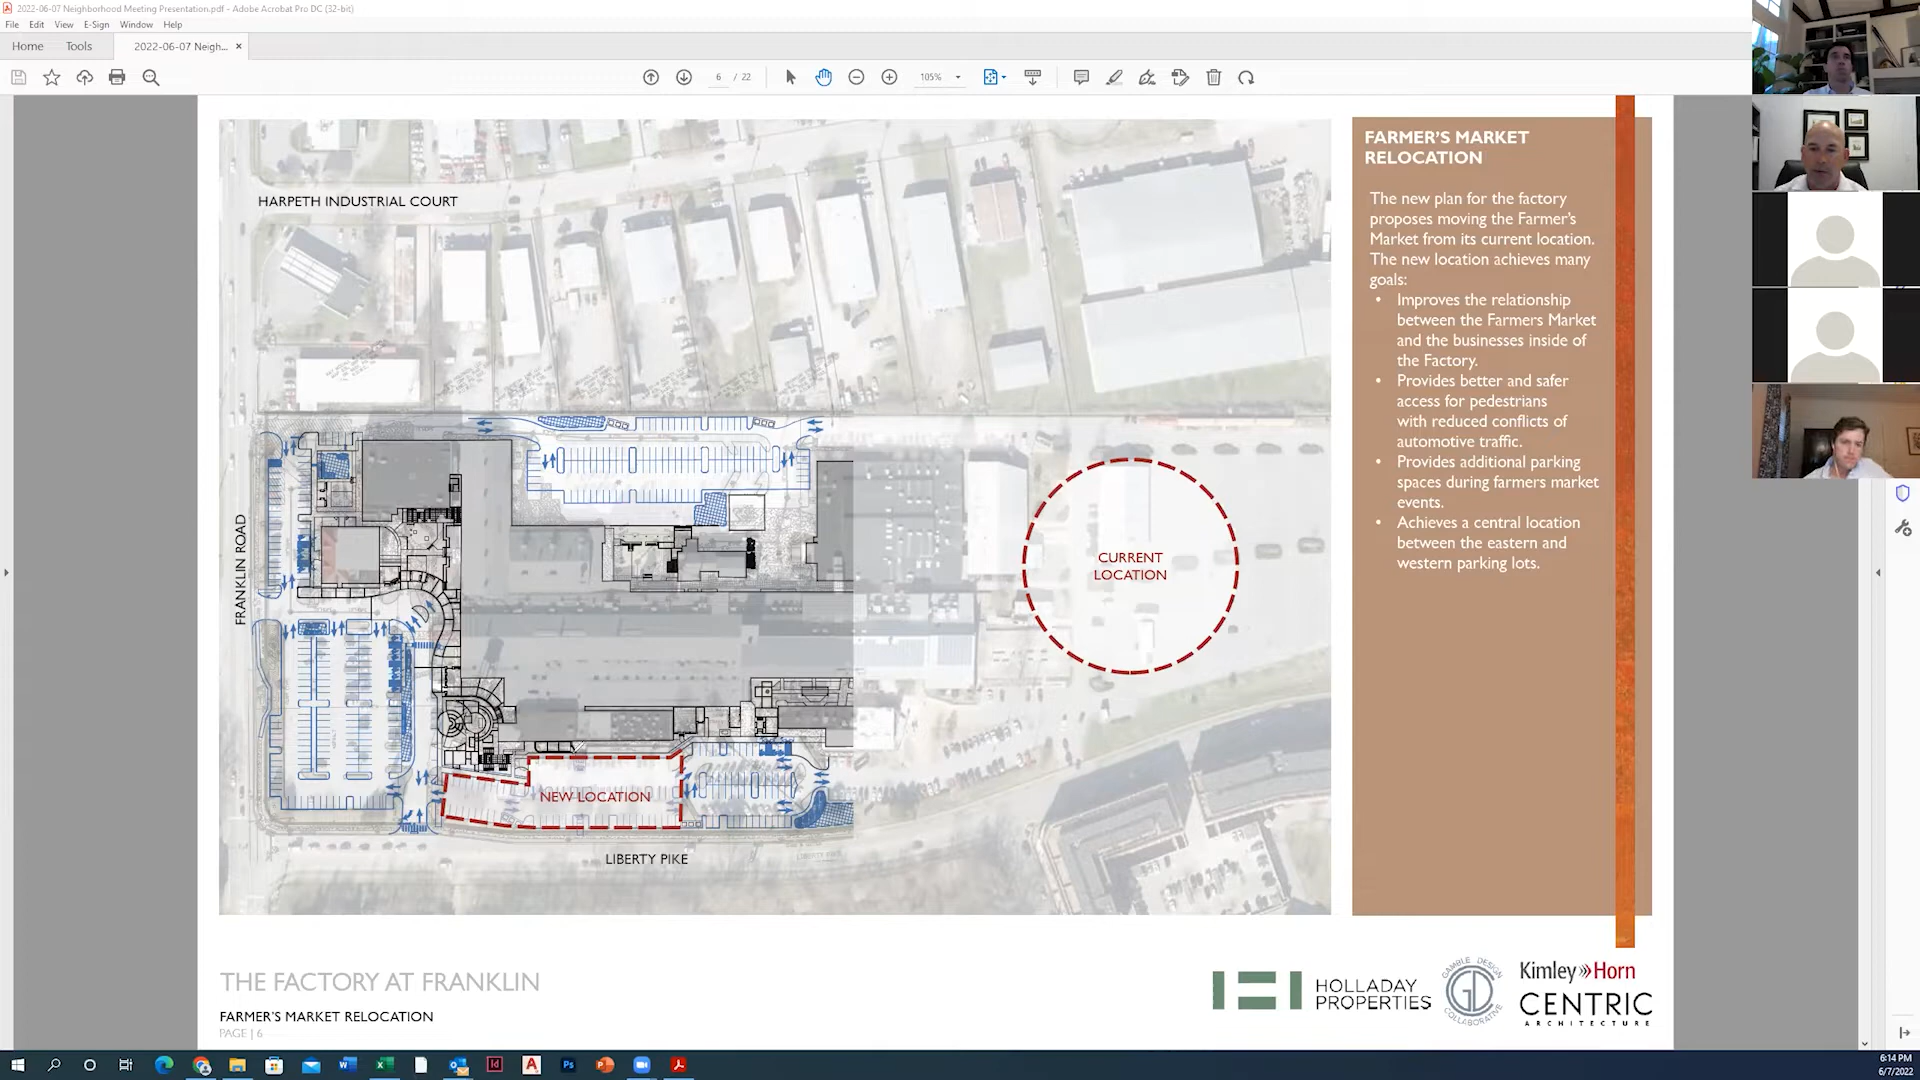 2022-06-07 Neighborhood Meeting Presentation.pdf - Adobe Acrobat Pro DC (32-bit)
File Edit View E-Sign Window Help
Home Tools 2022-06-07 Neigh... ×
6 / 22 105%
HARPETH INDUSTRIAL COURT
FRANKLIN ROAD
CURRENT
LOCATION
NEW LOCATION
LIBERTY PIKE
FARMER'S MARKET
RELOCATION
The new plan for the factory
proposes moving the Farmer's
Market from its current location.
The new location achieves many
goals:
• Improves the relationship
between the Farmers Market
and the businesses inside of
the Factory.
• Provides better and safer
access for pedestrians
with reduced conflicts of
automotive traffic.
• Provides additional parking
spaces during farmers market
events.
• Achieves a central location
between the eastern and
western parking lots.
THE FACTORY AT FRANKLIN
FARMER'S MARKET RELOCATION
PAGE | 6
HOLLADAY
PROPERTIES
GAMBLE DESIGN
COLLABORATIVE
Kimley»Horn
CENTRIC
ARCHITECTURE
6:14 PM
6/7/2022